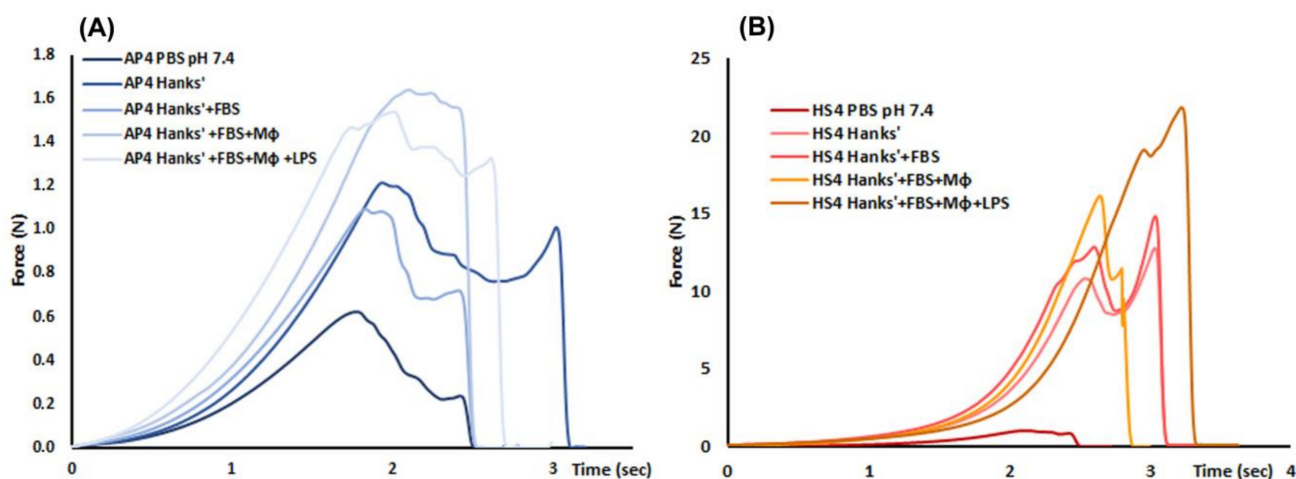 (A)
1.8
1.6
1.4
1.2
1.0
0.8
0.6
0.4
0.2
0.0
Force (N)
AP4 PBS pH 7.4
AP4 Hanks'
AP4 Hanks'+FBS
AP4 Hanks' +FBS+Mφ
AP4 Hanks' +FBS+Mφ +LPS
0 1 2 3 Time (sec)
(B)
25
20
15
10
5
0
Force (N)
HS4 PBS pH 7.4
HS4 Hanks'
HS4 Hanks'+FBS
HS4 Hanks'+FBS+Mφ
HS4 Hanks'+FBS+Mφ+LPS
0 1 2 3 Time (sec) 4